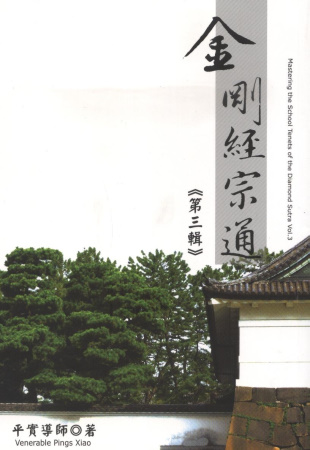 金剛經宗通
Mastering the School Tenets of the Diamond Sutra Vol.3
《第三輯》
平實導師◎著
Venerable Pings Xiao